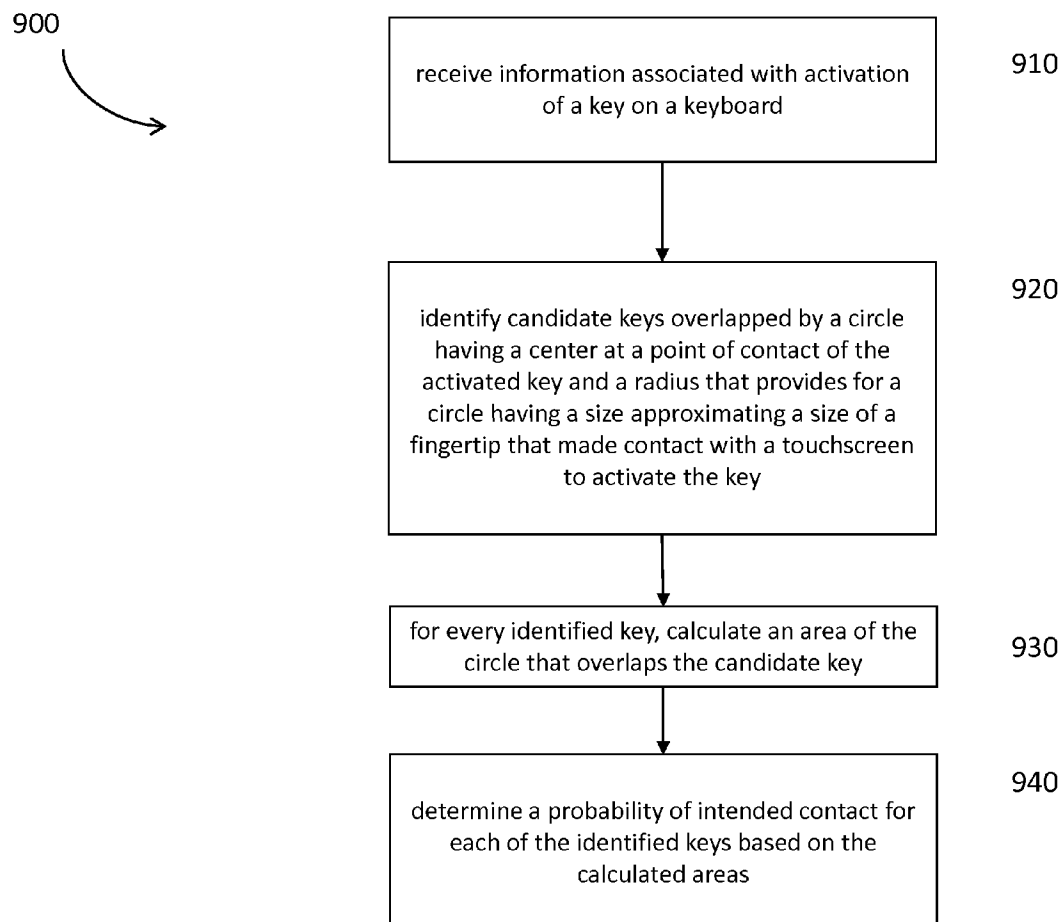 900
receive information associated with activation
of a key on a keyboard
910
identify candidate keys overlapped by a circle
having a center at a point of contact of the
activated key and a radius that provides for a
circle having a size approximating a size of a
fingertip that made contact with a touchscreen
to activate the key
920
for every identified key, calculate an area of the
circle that overlaps the candidate key
930
determine a probability of intended contact for
each of the identified keys based on the
calculated areas
940